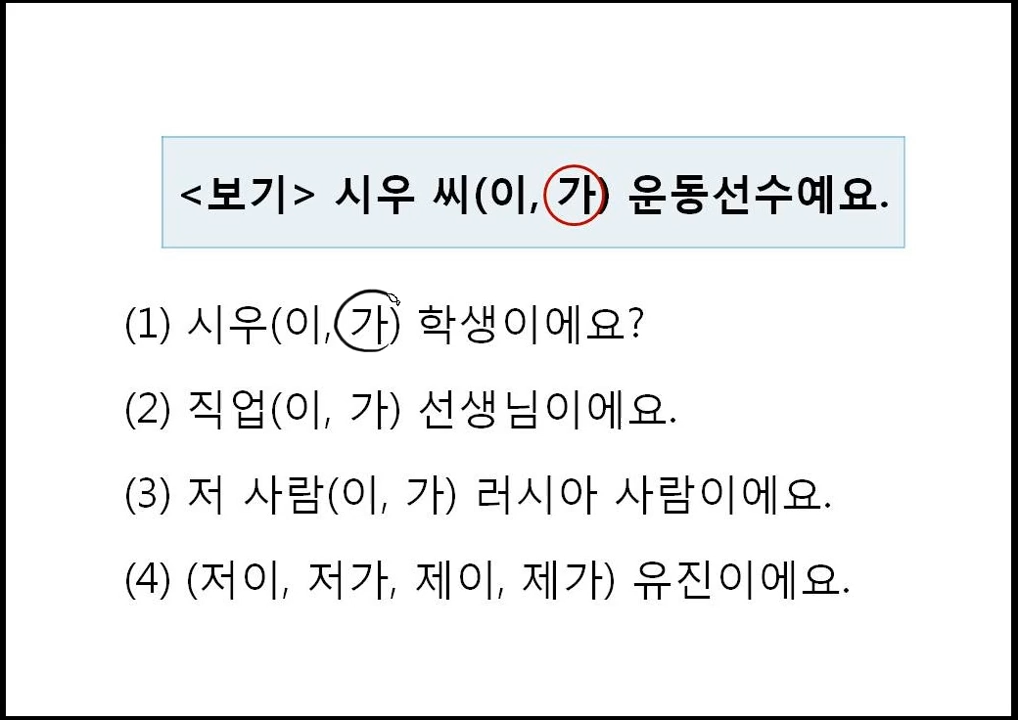 <보기> 시우 씨(이, 가) 운동선수예요.
(1) 시우(이, 가) 학생이에요?
(2) 직업(이, 가) 선생님이에요.
(3) 저 사람(이, 가) 러시아 사람이에요.
(4) (저이, 저가, 제이, 제가) 유진이에요.